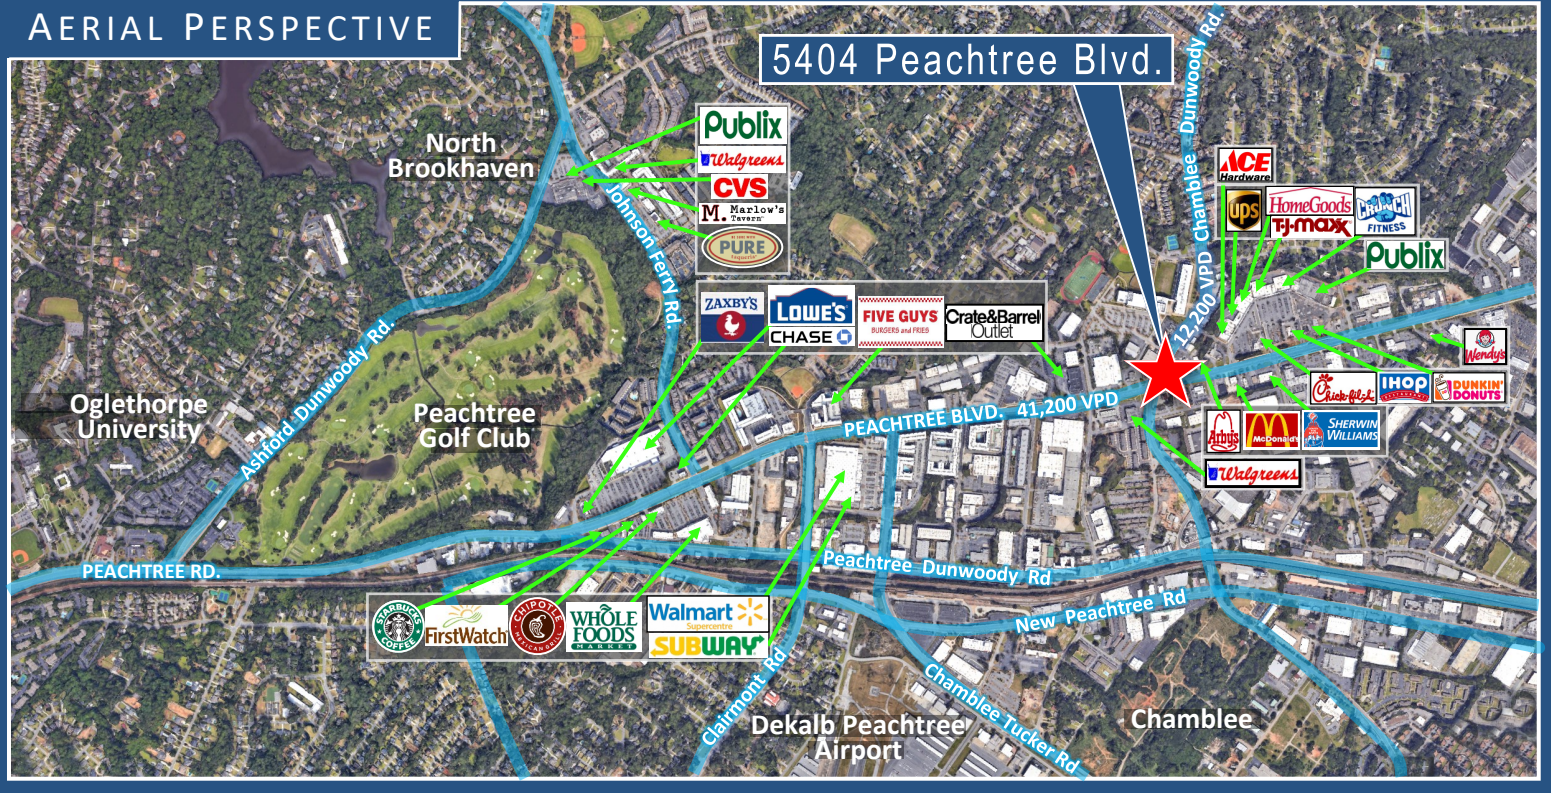 AERIAL PERSPECTIVE
5404 Peachtree Blvd.
Chamblee Dunwoody Rd.
12,200 VPD
North
Brookhaven
Publix
Walgreens
CVS
M. Marlow's
Tavern
PURE
taqueria
Johnson Ferry Rd.
ACE
Hardware
ups
HomeGoods
T.J.maxx
CRUNCH
FITNESS
Publix
ZAXBY'S
LOWE'S
CHASE
FIVE GUYS
BURGERS and FRIES
Crate&Barrel
Outlet
Wendy's
Chick-fil-A
IHOP
RESTAURANT
DUNKIN'
DONUTS
Arby's
McDonald's
SHERWIN
WILLIAMS
Walgreens
PEACHTREE BLVD. 41,200 VPD
Oglethorpe
University
Ashford-Dunwoody Rd.
Peachtree
Golf Club
PEACHTREE RD.
Peachtree Dunwoody Rd
New Peachtree Rd
STARBUCKS
COFFEE
FirstWatch
CHIPOTLE
MEXICAN GRILL
WHOLE
FOODS
MARKET
Walmart
Supercentre
SUBWAY
Clairmont Rd
Dekalb Peachtree
Airport
Chamblee Tucker Rd
Chamblee